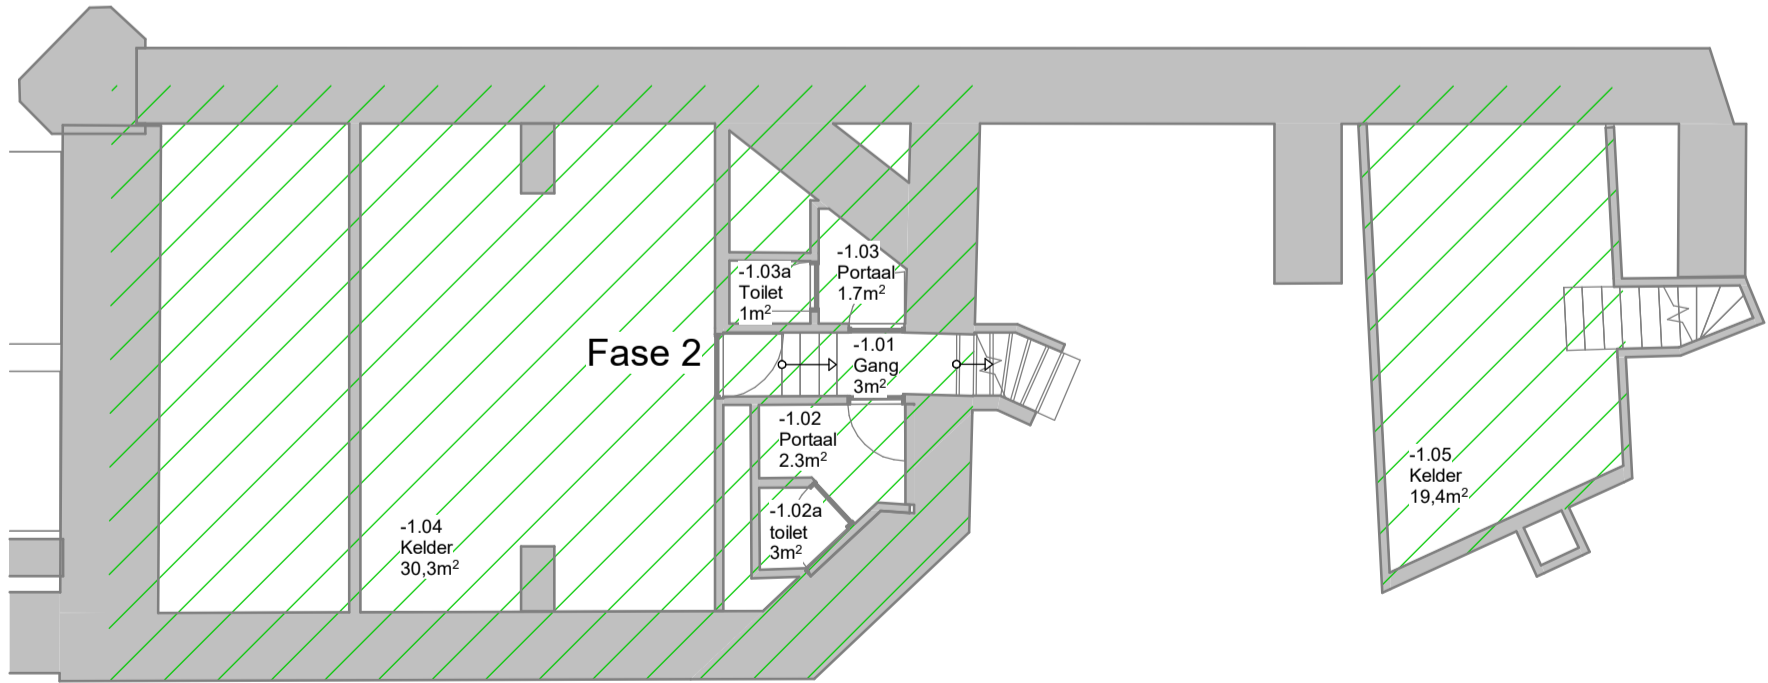 -1.03
Portaal
1.7m²
-1.03a
Toilet
1m²
Fase 2
-1.01
Gang
3m²
-1.02
Portaal
2.3m²
-1.02a
toilet
3m²
-1.04
Kelder
30,3m²
-1.05
Kelder
19,4m²